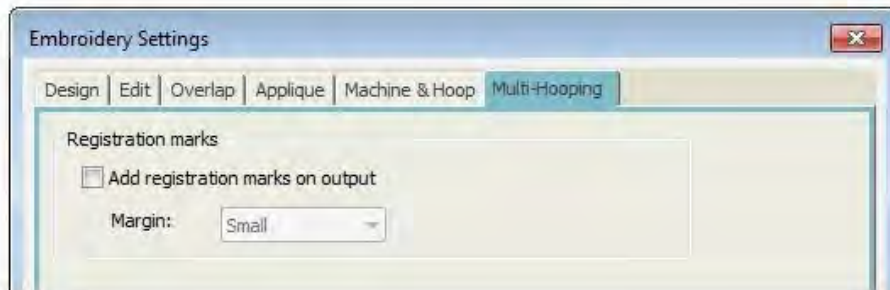 Embroidery Settings
Design Edit Overlap Applique Machine & Hoop Multi-Hooping
Registration marks
Add registration marks on output
Margin: Small